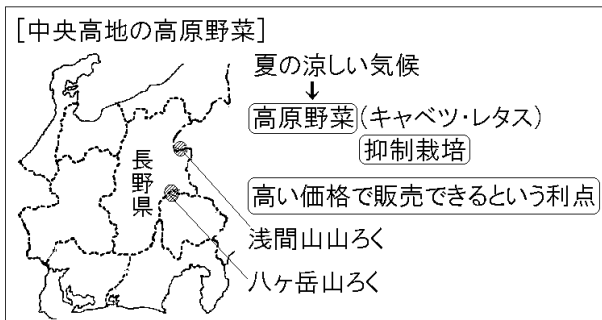 [中央高地の高原野菜]
夏の涼しい気候
↓
高原野菜(キャベツ・レタス)
抑制栽培
高い価格で販売できるという利点
長野県
浅間山山ろく
八ヶ岳山ろく